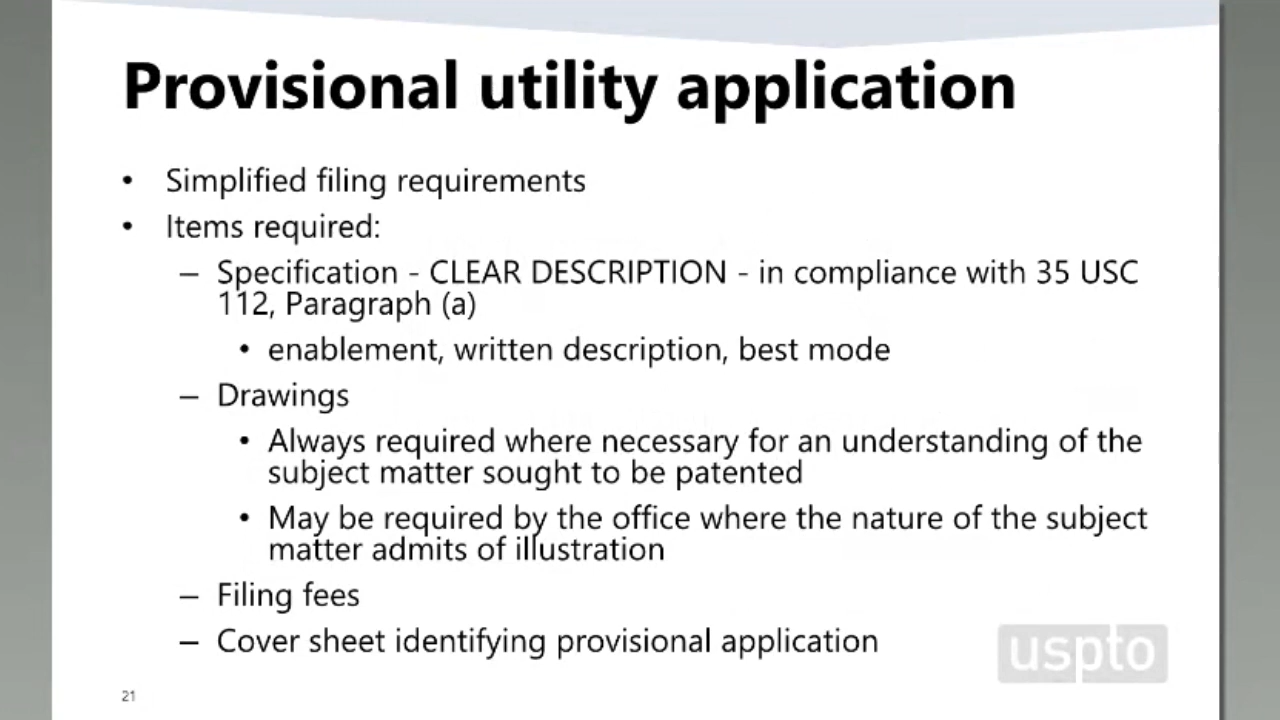 Provisional utility application
• Simplified filing requirements
• Items required:
– Specification - CLEAR DESCRIPTION - in compliance with 35 USC
112, Paragraph (a)
• enablement, written description, best mode
– Drawings
• Always required where necessary for an understanding of the
subject matter sought to be patented
• May be required by the office where the nature of the subject
matter admits of illustration
– Filing fees
– Cover sheet identifying provisional application
uspto
21